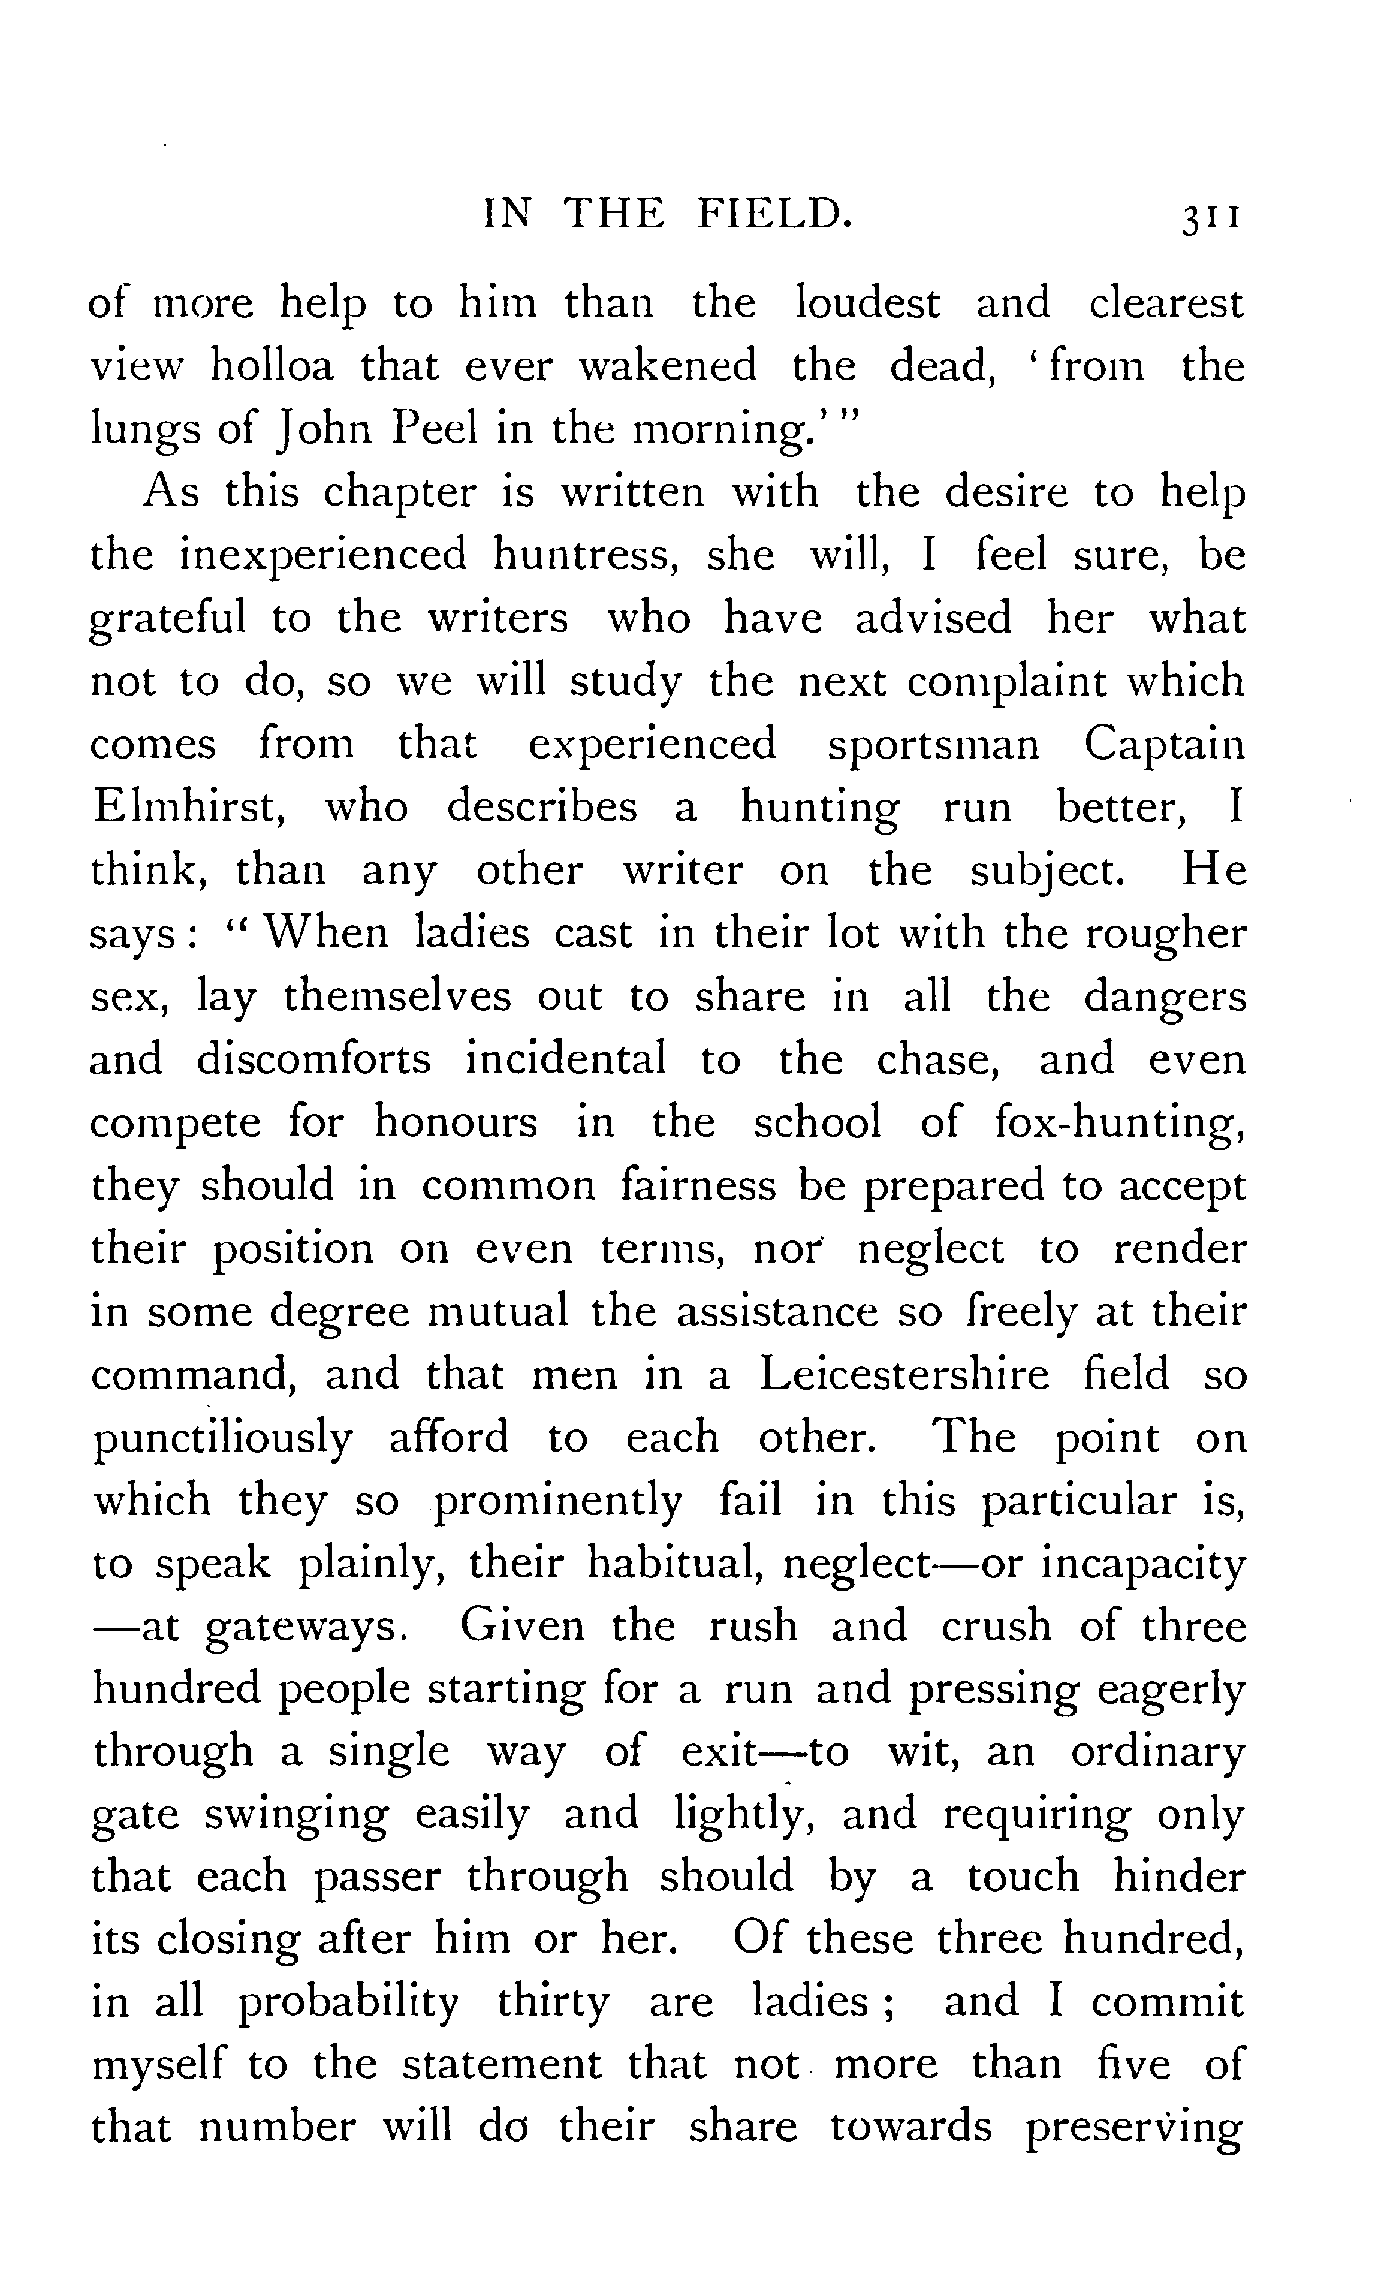 IN THE FIELD. 311
of more help to him than the loudest and clearest
view holloa that ever wakened the dead, ‘from the
lungs of John Peel in the morning.’”
As this chapter is written with the desire to help
the inexperienced huntress, she will, I feel sure, be
grateful to the writers who have advised her what
not to do, so we will study the next complaint which
comes from that experienced sportsman Captain
Elmhirst, who describes a hunting run better, I
think, than any other writer on the subject. He
says: “When ladies cast in their lot with the rougher
sex, lay themselves out to share in all the dangers
and discomforts incidental to the chase, and even
compete for honours in the school of fox-hunting,
they should in common fairness be prepared to accept
their position on even terms, nor neglect to render
in some degree mutual the assistance so freely at their
command, and that men in a Leicestershire field so
punctiliously afford to each other. The point on
which they so prominently fail in this particular is,
to speak plainly, their habitual, neglect—or incapacity
—at gateways. Given the rush and crush of three
hundred people starting for a run and pressing eagerly
through a single way of exit—to wit, an ordinary
gate swinging easily and lightly, and requiring only
that each passer through should by a touch hinder
its closing after him or her. Of these three hundred,
in all probability thirty are ladies; and I commit
myself to the statement that not more than five of
that number will do their share towards preserving